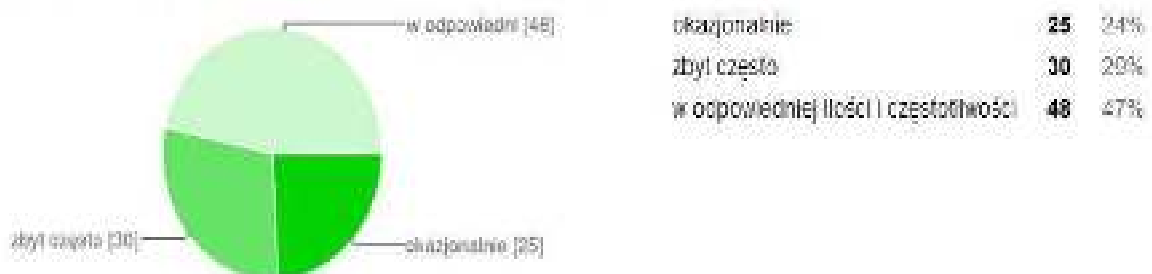 w odpowiedni [48]
zbyt często [30]
okazjonalnie [25]
okazjonalnie 25 24%
zbyt często 30 29%
w odpowiedniej ilości i częstotliwości 48 47%